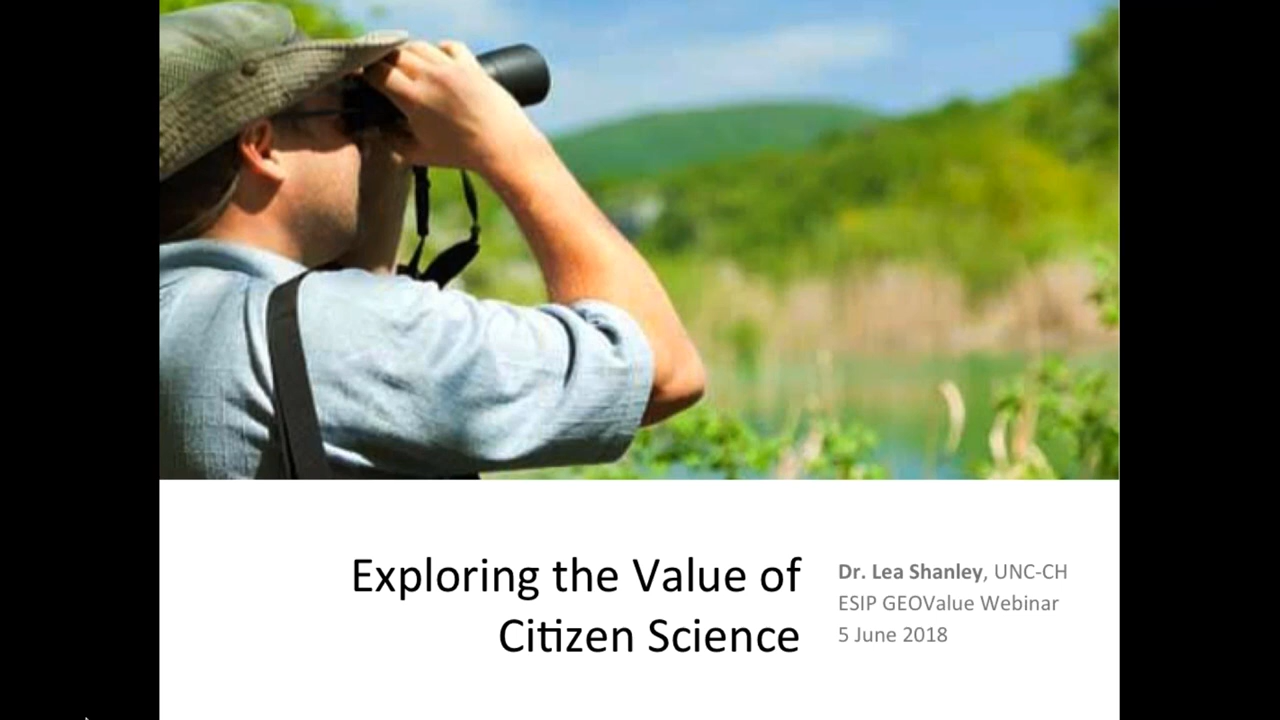 Exploring the Value of
Citizen Science
Dr. Lea Shanley, UNC-CH
ESIP GEOValue Webinar
5 June 2018